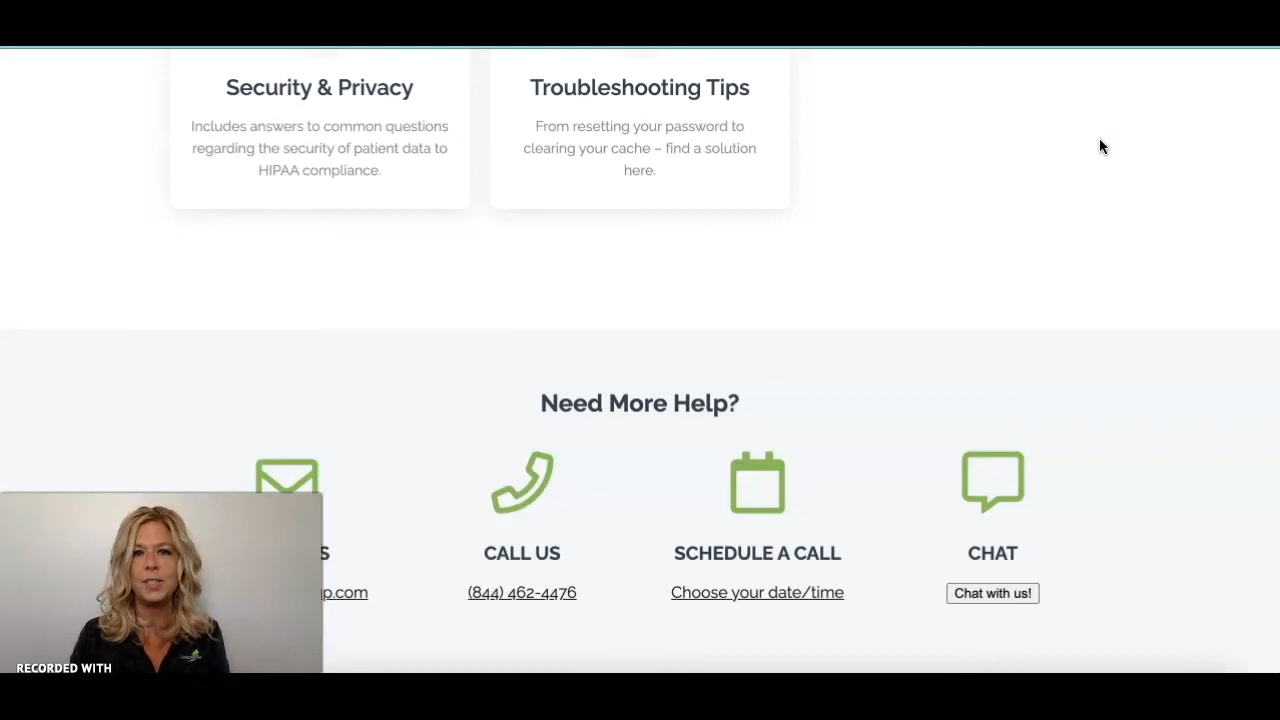 Security & Privacy
Includes answers to common questions
regarding the security of patient data to
HIPAA compliance.
Troubleshooting Tips
From resetting your password to
clearing your cache – find a solution
here.
Need More Help?
S
CALL US
SCHEDULE A CALL
CHAT
p.com
(844) 462-4476
Choose your date/time
Chat with us!
RECORDED WITH